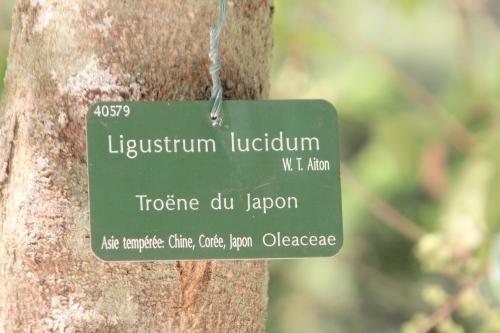 40579
Ligustrum lucidum
W. T. Aiton
Troëne du Japon
Asie tempérée: Chine, Corée, Japon Oleaceae